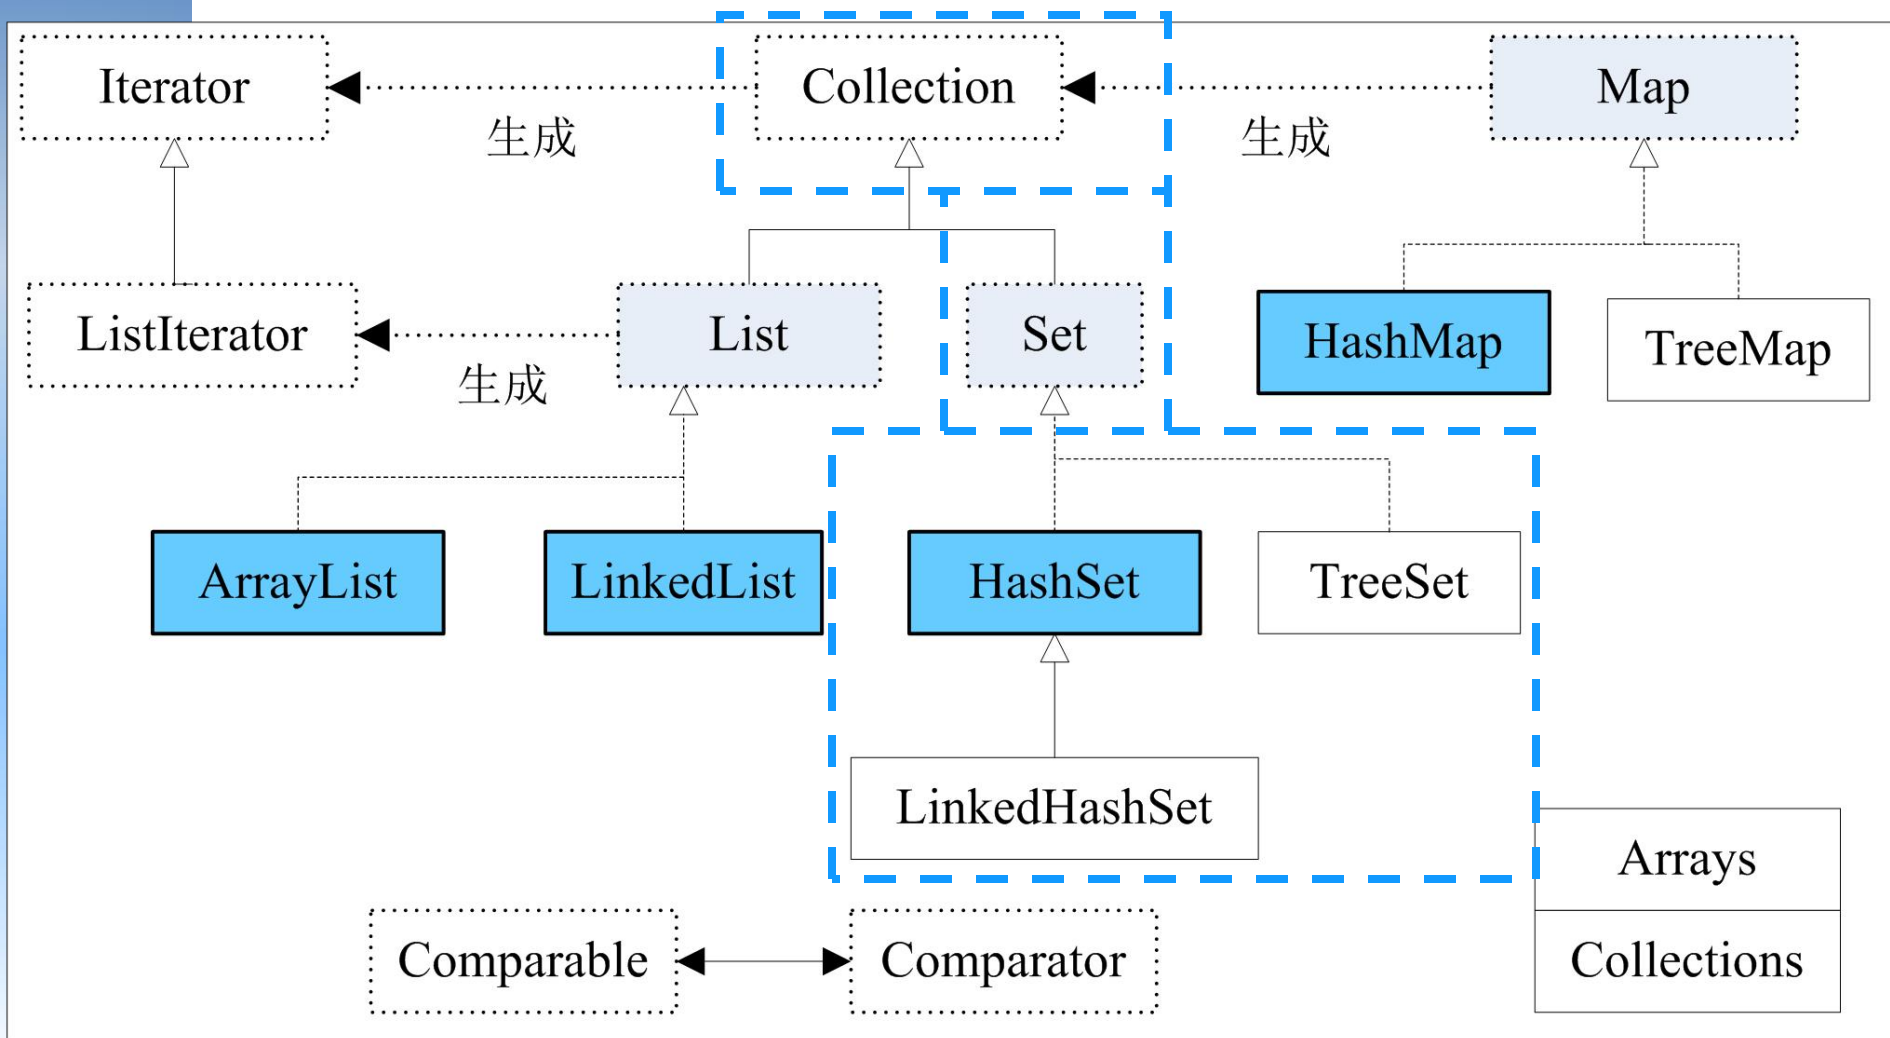 Iterator
Collection
Map
生成
生成
ListIterator
List
Set
HashMap
TreeMap
生成
ArrayList
LinkedList
HashSet
TreeSet
LinkedHashSet
Arrays
Comparable
Comparator
Collections